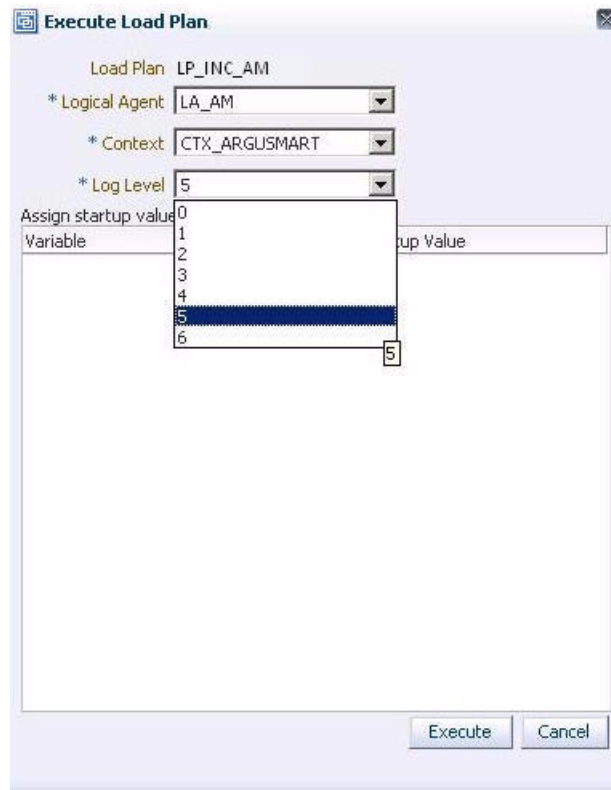 Execute Load Plan
Load Plan LP_INC_AM
* Logical Agent LA_AM
* Context CTX_ARGUSMART
* Log Level 5
Assign startup value
0
Variable
up Value
1
2
3
4
5
6
5
Execute Cancel